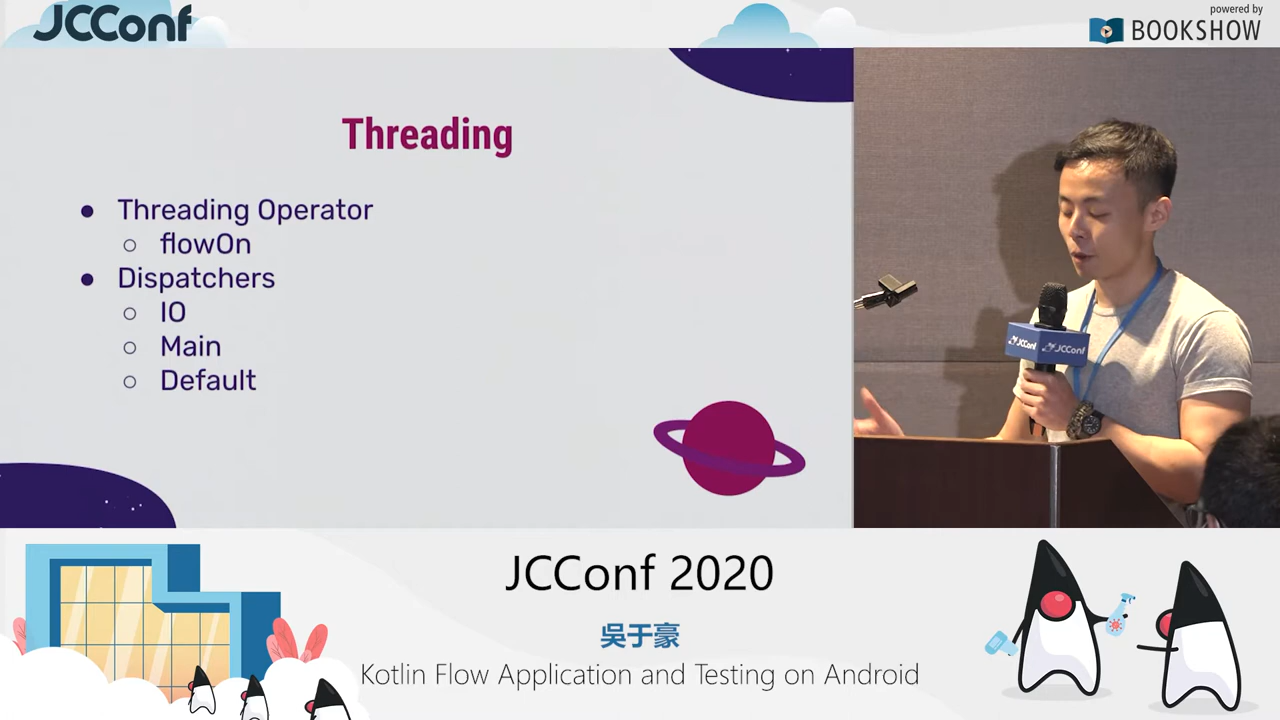 JCConf
powered by
BOOKSHOW
Threading
● Threading Operator
○ flowOn
● Dispatchers
○ IO
○ Main
○ Default
JCConf
JCConf
JCConf 2020
吳于豪
Kotlin Flow Application and Testing on Android